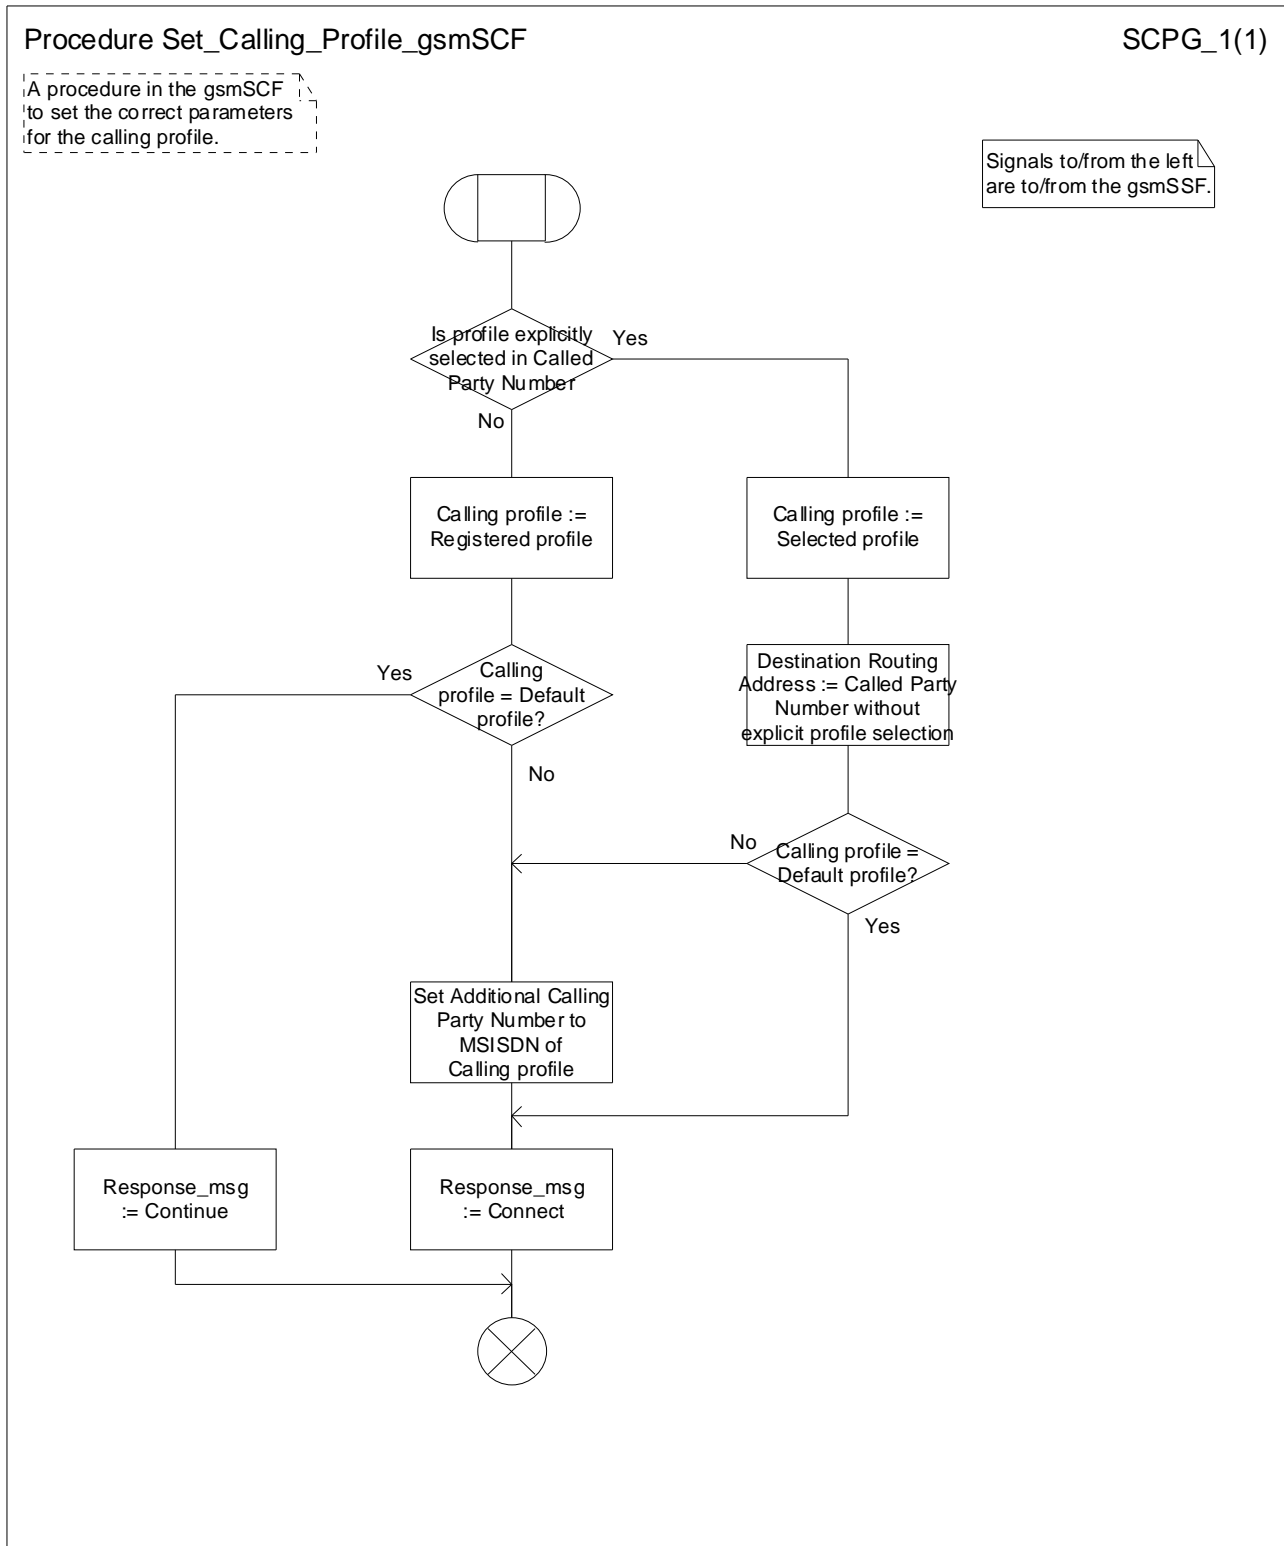 Procedure Set_Calling_Profile_gsmSCF
SCPG_1(1)
A procedure in the gsmSCF
to set the correct parameters
for the calling profile.
Signals to/from the left
are to/from the gsmSSF.
Is profile explicitly
selected in Called
Party Number
Yes
No
Calling profile :=
Registered profile
Calling profile :=
Selected profile
Yes
Calling
profile = Default
profile?
No
Destination Routing
Address := Called Party
Number without
explicit profile selection
No
Calling profile =
Default profile?
Yes
Set Additional Calling
Party Number to
MSISDN of
Calling profile
Response_msg
:= Continue
Response_msg
:= Connect